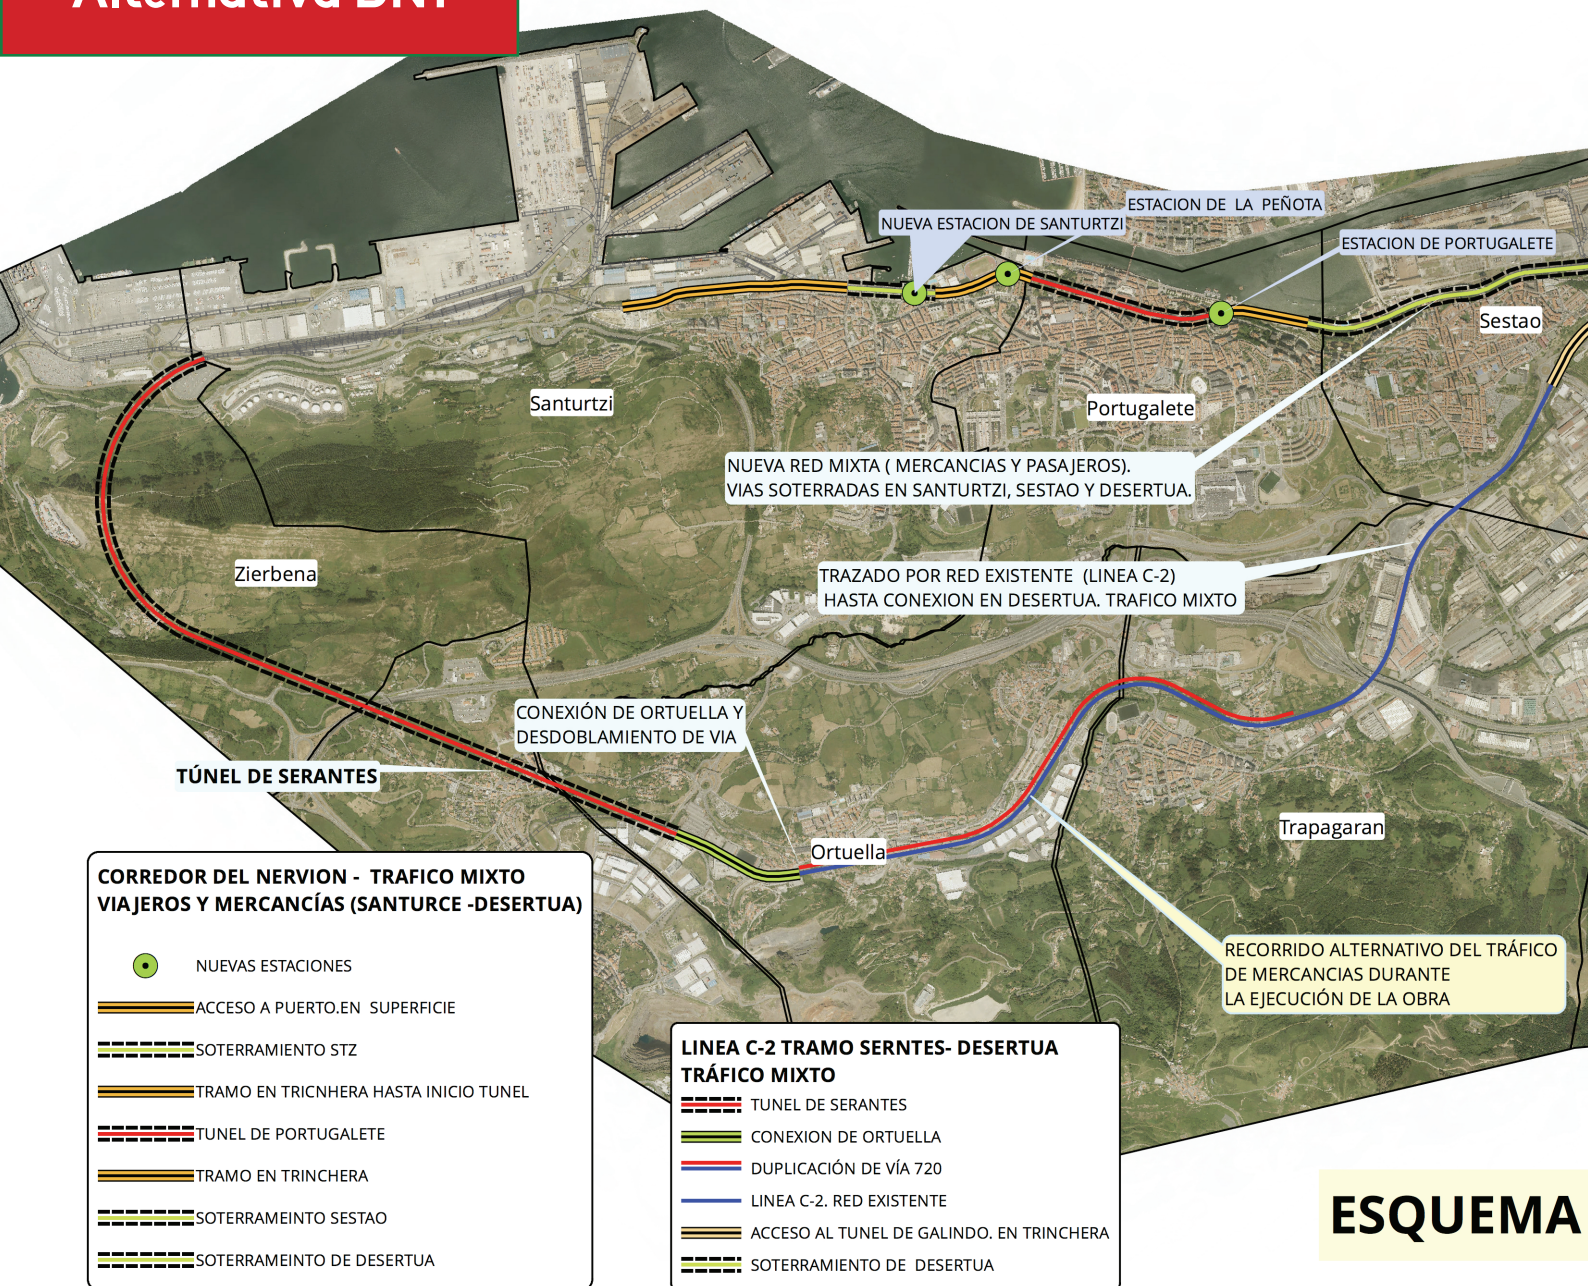 Alternativa BNT
ESTACION DE LA PEÑOTA
NUEVA ESTACION DE SANTURTZI
ESTACION DE PORTUGALETE
Sestao
Santurtzi
Portugalete
NUEVA RED MIXTA ( MERCANCIAS Y PASAJEROS).
VIAS SOTERRADAS EN SANTURTZI, SESTAO Y DESERTUA.
Zierbena
TRAZADO POR RED EXISTENTE (LINEA C-2)
HASTA CONEXION EN DESERTUA. TRAFICO MIXTO
CONEXIÓN DE ORTUELLA Y
DESDOBLAMIENTO DE VIA
TÚNEL DE SERANTES
Ortuella
Trapagaran
RECORRIDO ALTERNATIVO DEL TRÁFICO
DE MERCANCIAS DURANTE
LA EJECUCIÓN DE LA OBRA
CORREDOR DEL NERVION - TRAFICO MIXTO
VIAJEROS Y MERCANCÍAS (SANTURCE -DESERTUA)
NUEVAS ESTACIONES
ACCESO A PUERTO.EN SUPERFICIE
SOTERRAMIENTO STZ
TRAMO EN TRICNHERA HASTA INICIO TUNEL
TUNEL DE PORTUGALETE
TRAMO EN TRINCHERA
SOTERRAMEINTO SESTAO
SOTERRAMEINTO DE DESERTUA
LINEA C-2 TRAMO SERNTES- DESERTUA
TRÁFICO MIXTO
TUNEL DE SERANTES
CONEXION DE ORTUELLA
DUPLICACIÓN DE VÍA 720
LINEA C-2. RED EXISTENTE
ACCESO AL TUNEL DE GALINDO. EN TRINCHERA
SOTERRAMIENTO DE DESERTUA
ESQUEMA